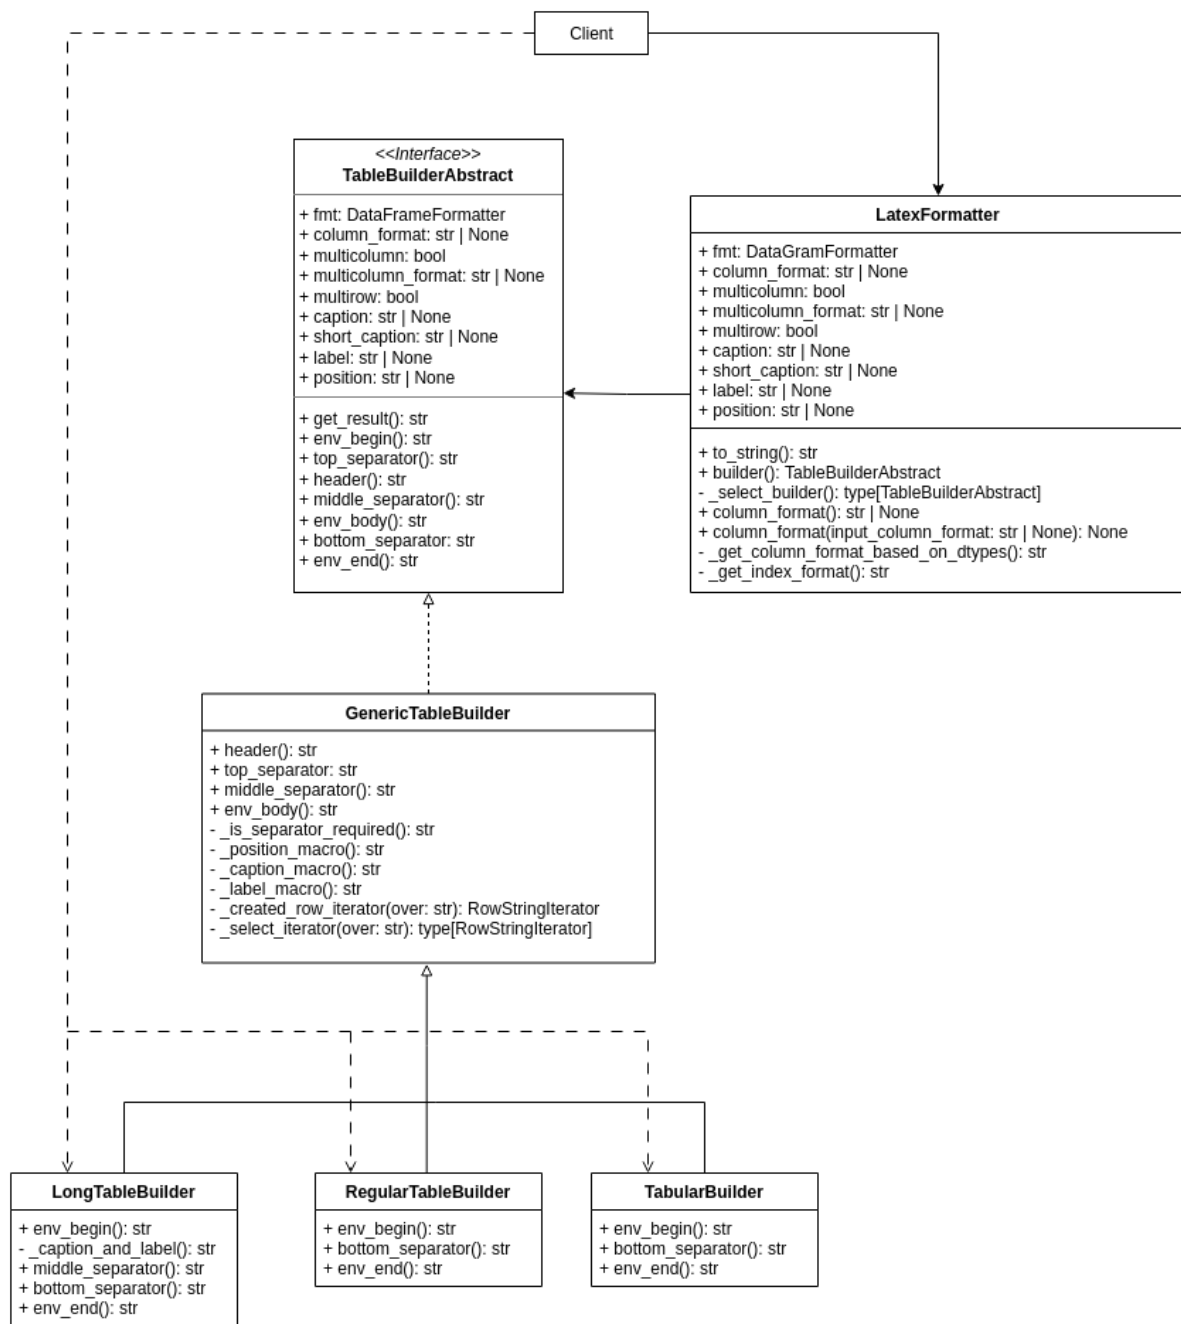 Client
<<Interface>>
TableBuilderAbstract
+ fmt: DataFrameFormatter
+ column_format: str | None
+ multicolumn: bool
+ multicolumn_format: str | None
+ multirow: bool
+ caption: str | None
+ short_caption: str | None
+ label: str | None
+ position: str | None
+ get_result(): str
+ env_begin(): str
+ top_separator(): str
+ header(): str
+ middle_separator(): str
+ env_body(): str
+ bottom_separator: str
+ env_end(): str
LatexFormatter
+ fmt: DataGramFormatter
+ column_format: str | None
+ multicolumn: bool
+ multicolumn_format: str | None
+ multirow: bool
+ caption: str | None
+ short_caption: str | None
+ label: str | None
+ position: str | None
+ to_string(): str
+ builder(): TableBuilderAbstract
- _select_builder(): type[TableBuilderAbstract]
+ column_format(): str | None
+ column_format(input_column_format: str | None): None
- _get_column_format_based_on_dtypes(): str
- _get_index_format(): str
GenericTableBuilder
+ header(): str
+ top_separator: str
+ middle_separator(): str
+ env_body(): str
- _is_separator_required(): str
- _position_macro(): str
- _caption_macro(): str
- _label_macro(): str
- _created_row_iterator(over: str): RowStringIterator
- _select_iterator(over: str): type[RowStringIterator]
LongTableBuilder
+ env_begin(): str
- _caption_and_label(): str
+ middle_separator(): str
+ bottom_separator(): str
+ env_end(): str
RegularTableBuilder
+ env_begin(): str
+ bottom_separator(): str
+ env_end(): str
TabularBuilder
+ env_begin(): str
+ bottom_separator(): str
+ env_end(): str